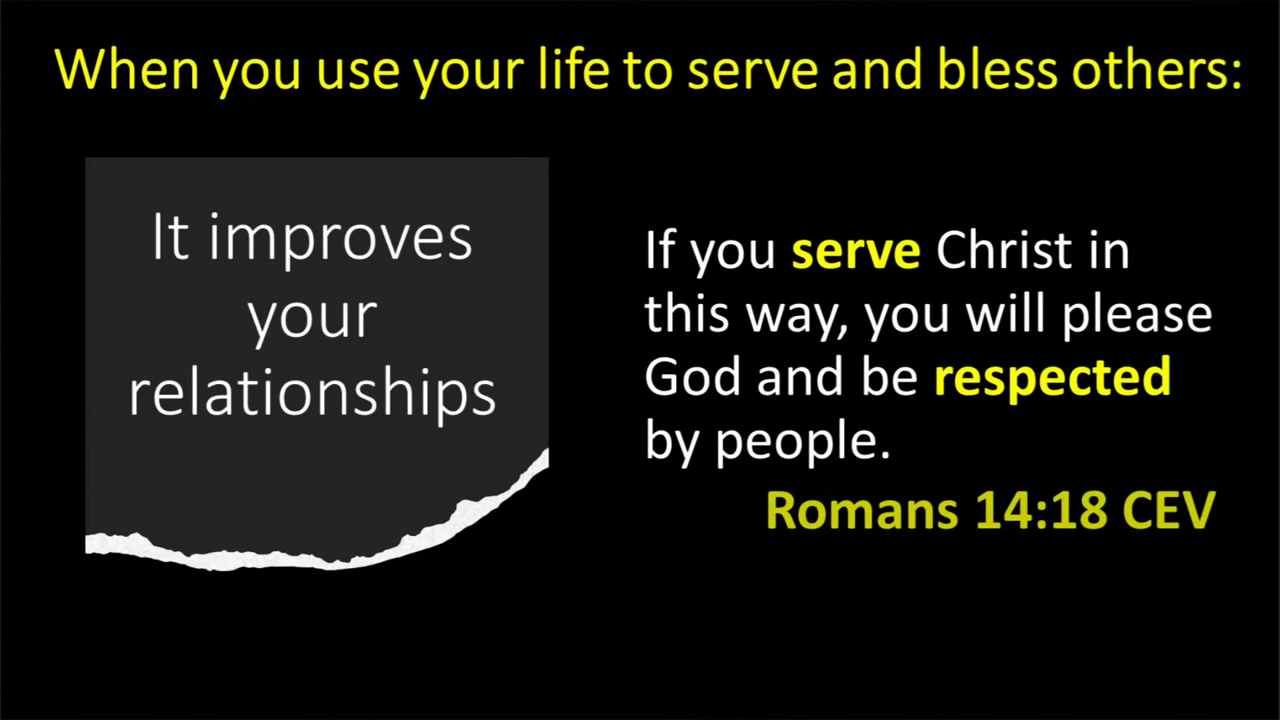 When you use your life to serve and bless others:
It improves
your
relationships
If you serve Christ in
this way, you will please
God and be respected
by people.
Romans 14:18 CEV